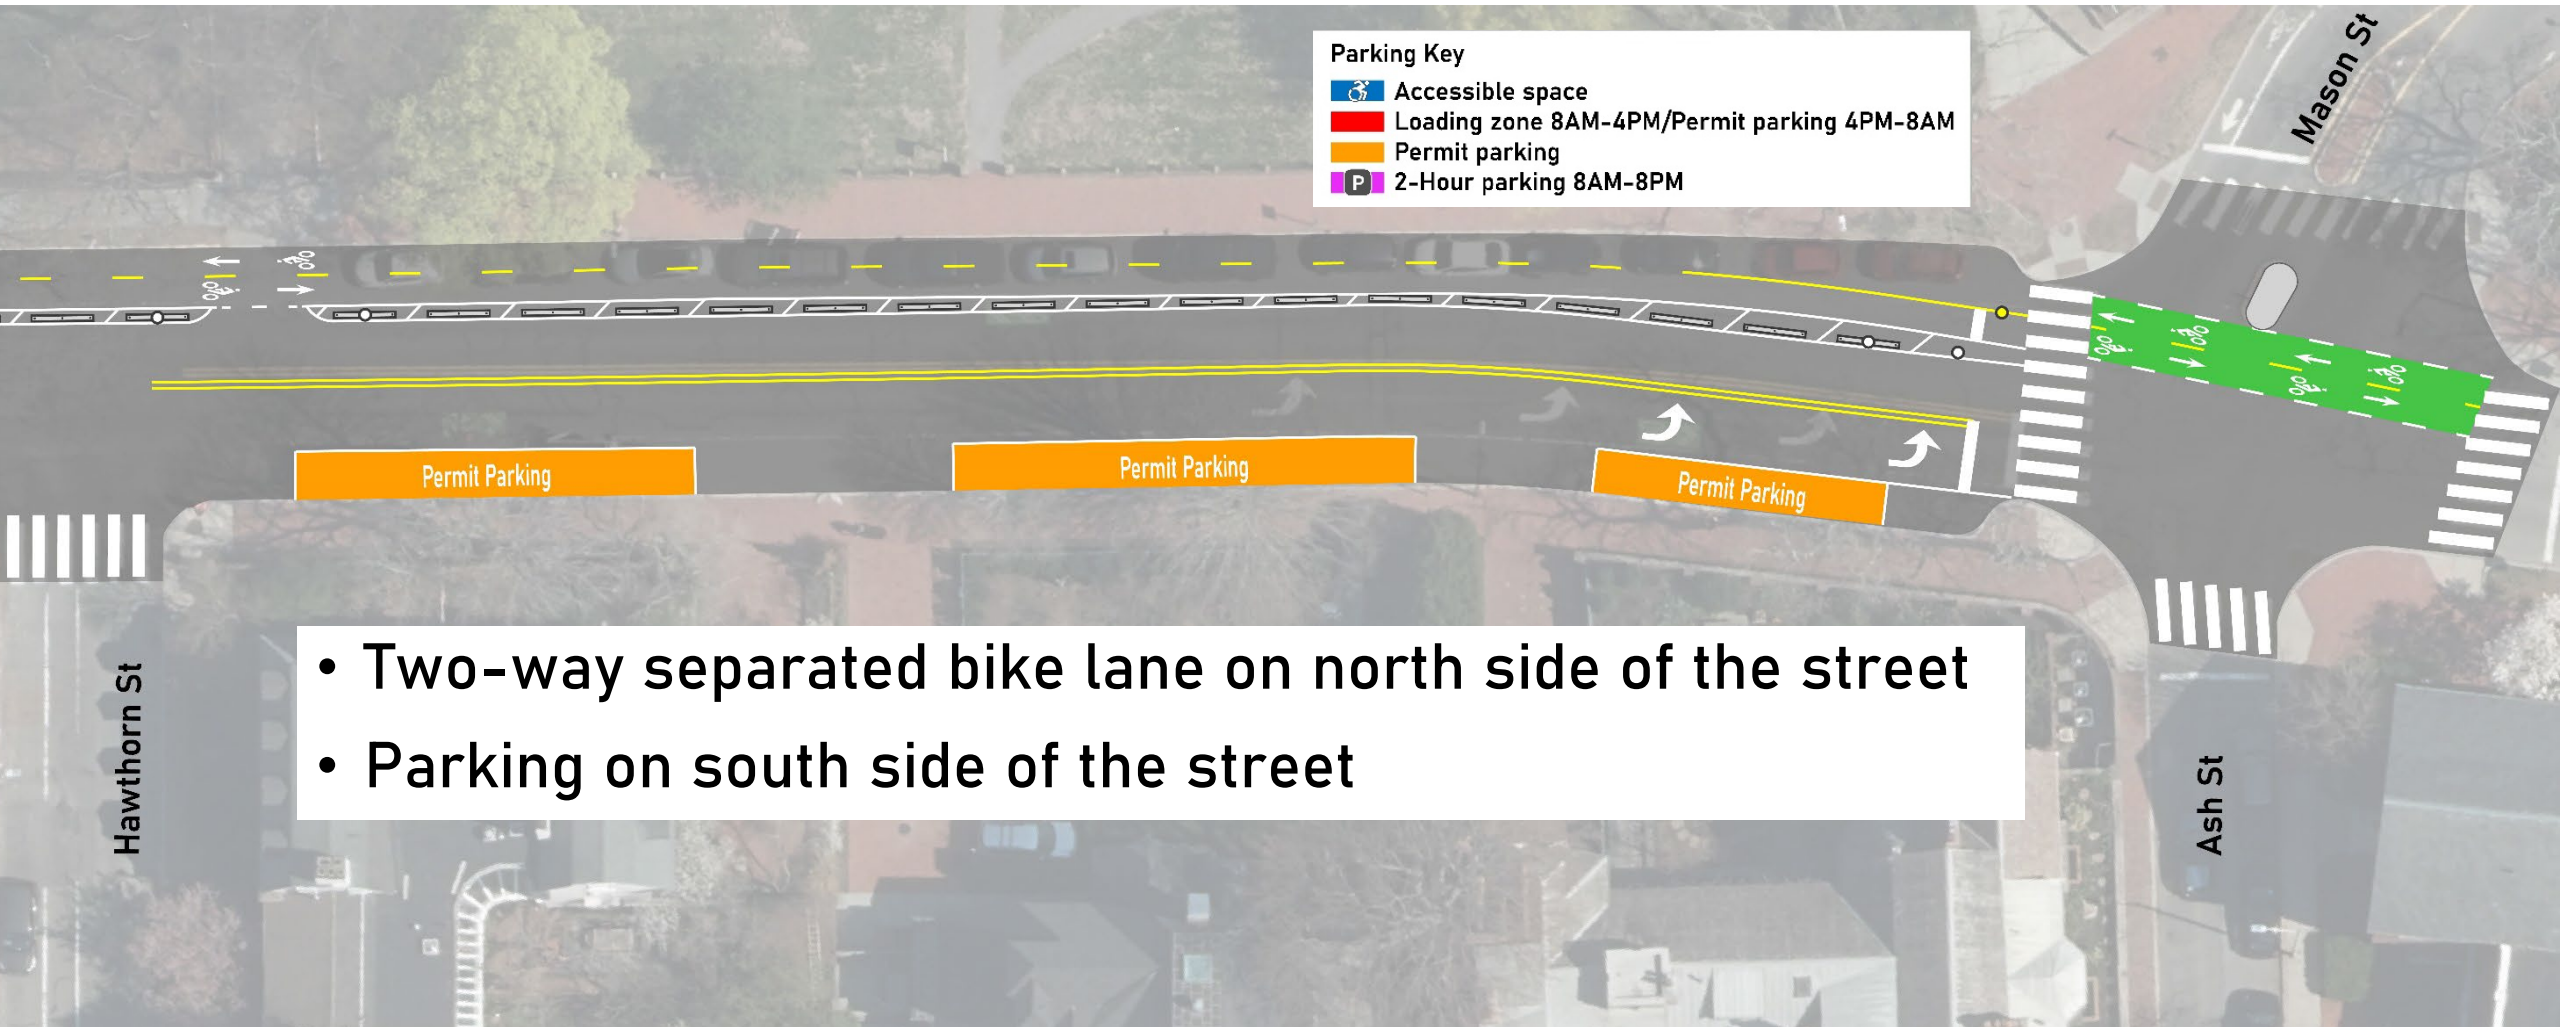 Parking Key
Accessible space
Loading zone 8AM-4PM/Permit parking 4PM-8AM
Permit parking
P 2-Hour parking 8AM-8PM
Mason St
Permit Parking
Permit Parking
Permit Parking
• Two-way separated bike lane on north side of the street
• Parking on south side of the street
Hawthorn St
Ash St